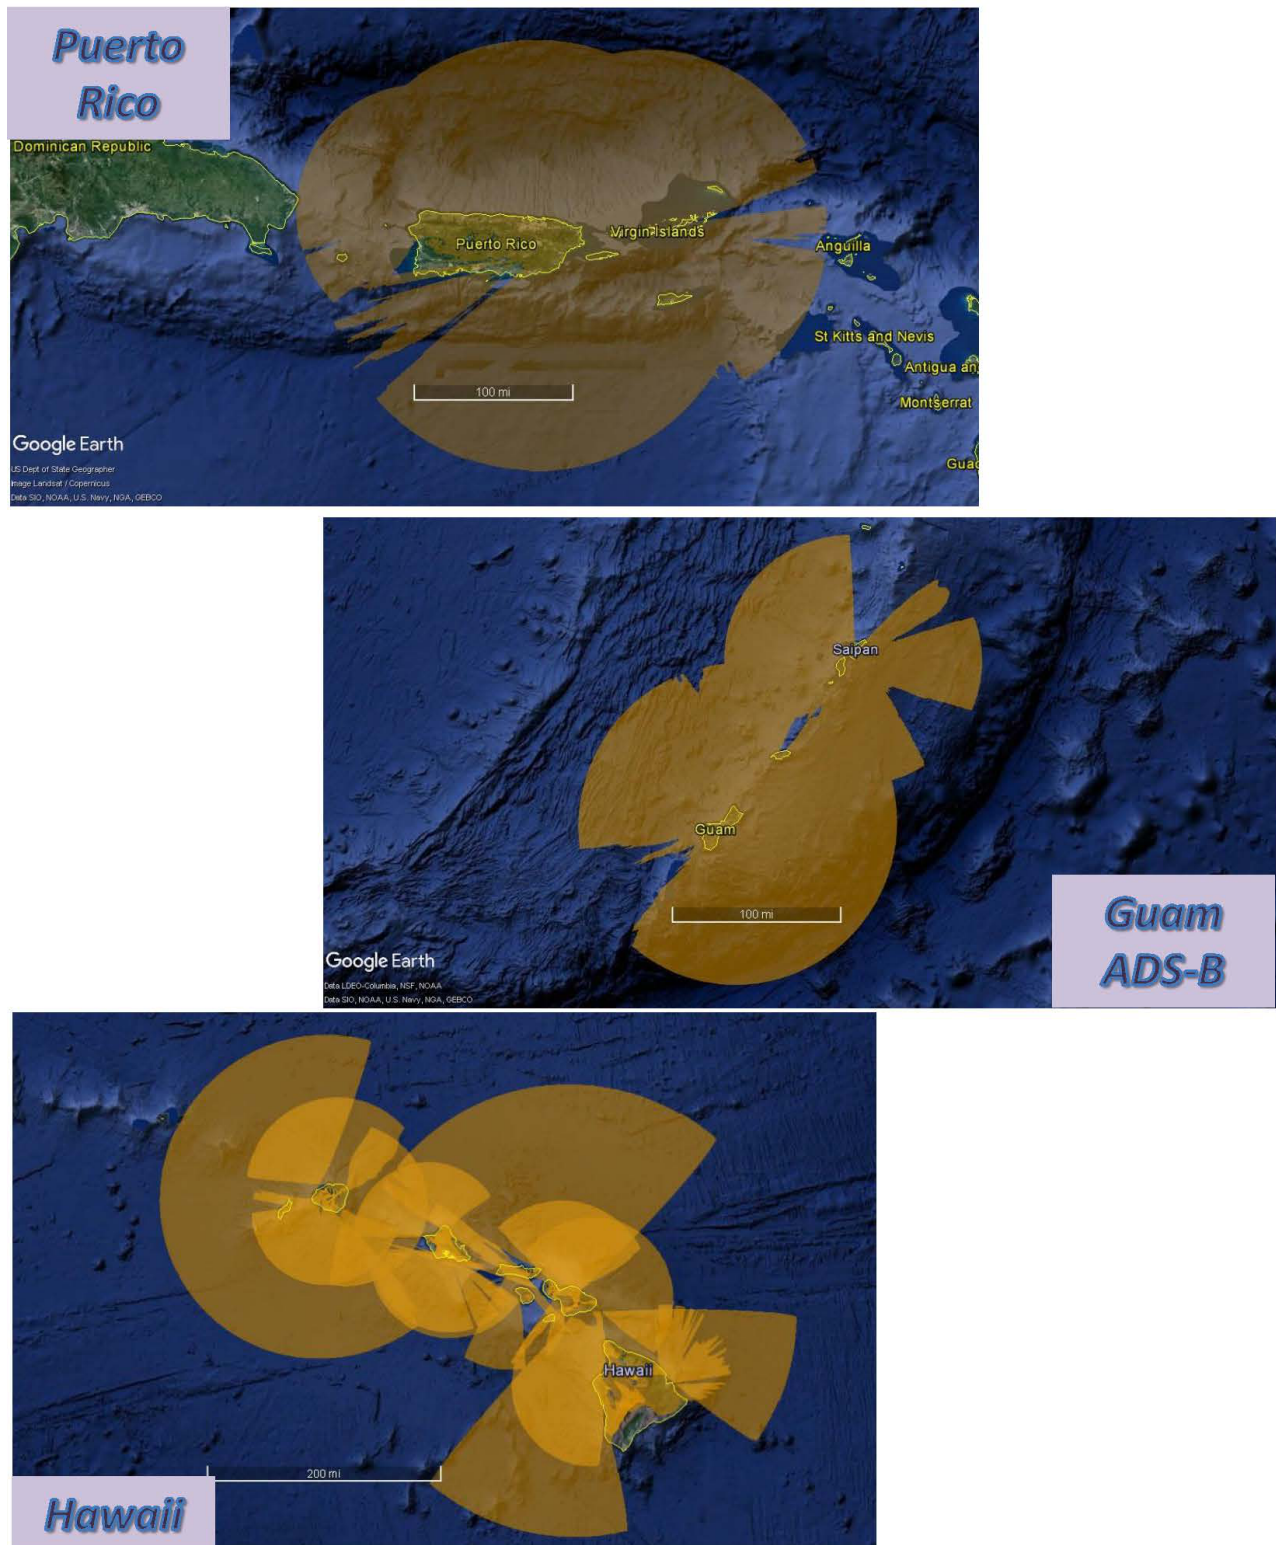 Puerto
Rico
Dominican Republic
Puerto Rico
Virgin Islands
Anguilla
St Kitts and Nevis
Antigua an
Montserrat
100 mi
Google Earth
Guad
US Dept of State Geographer
Image Landsat / Copernicus
Data SIO, NOAA, U.S. Navy, NGA, GEBCO
Saipan
Guam
100 mi
Guam
ADS-B
Google Earth
Data LDEO-Columbia, NSF, NOAA
Data SIO, NOAA, U.S. Navy, NGA, GEBCO
Hawaii
200 mi
Hawaii